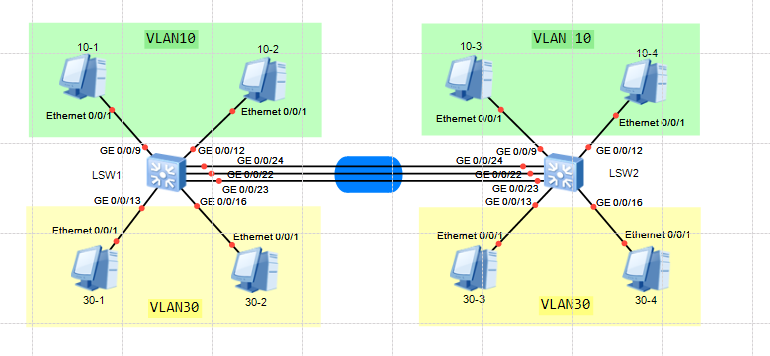 VLAN10
VLAN 10
10-1
10-2
10-3
10-4
Ethernet 0/0/1
Ethernet 0/0/1
Ethernet 0/0/1
Ethernet 0/0/1
GE 0/0/9
GE 0/0/12
GE 0/0/9
GE 0/0/12
GE 0/0/24
GE 0/0/24
LSW1
GE 0/0/22
GE 0/0/22
LSW2
GE 0/0/23
GE 0/0/23
GE 0/0/13
GE 0/0/16
GE 0/0/13
GE 0/0/16
Ethernet 0/0/1
Ethernet 0/0/1
Ethernet 0/0/1
Ethernet 0/0/1
30-1
30-2
30-3
30-4
VLAN30
VLAN30